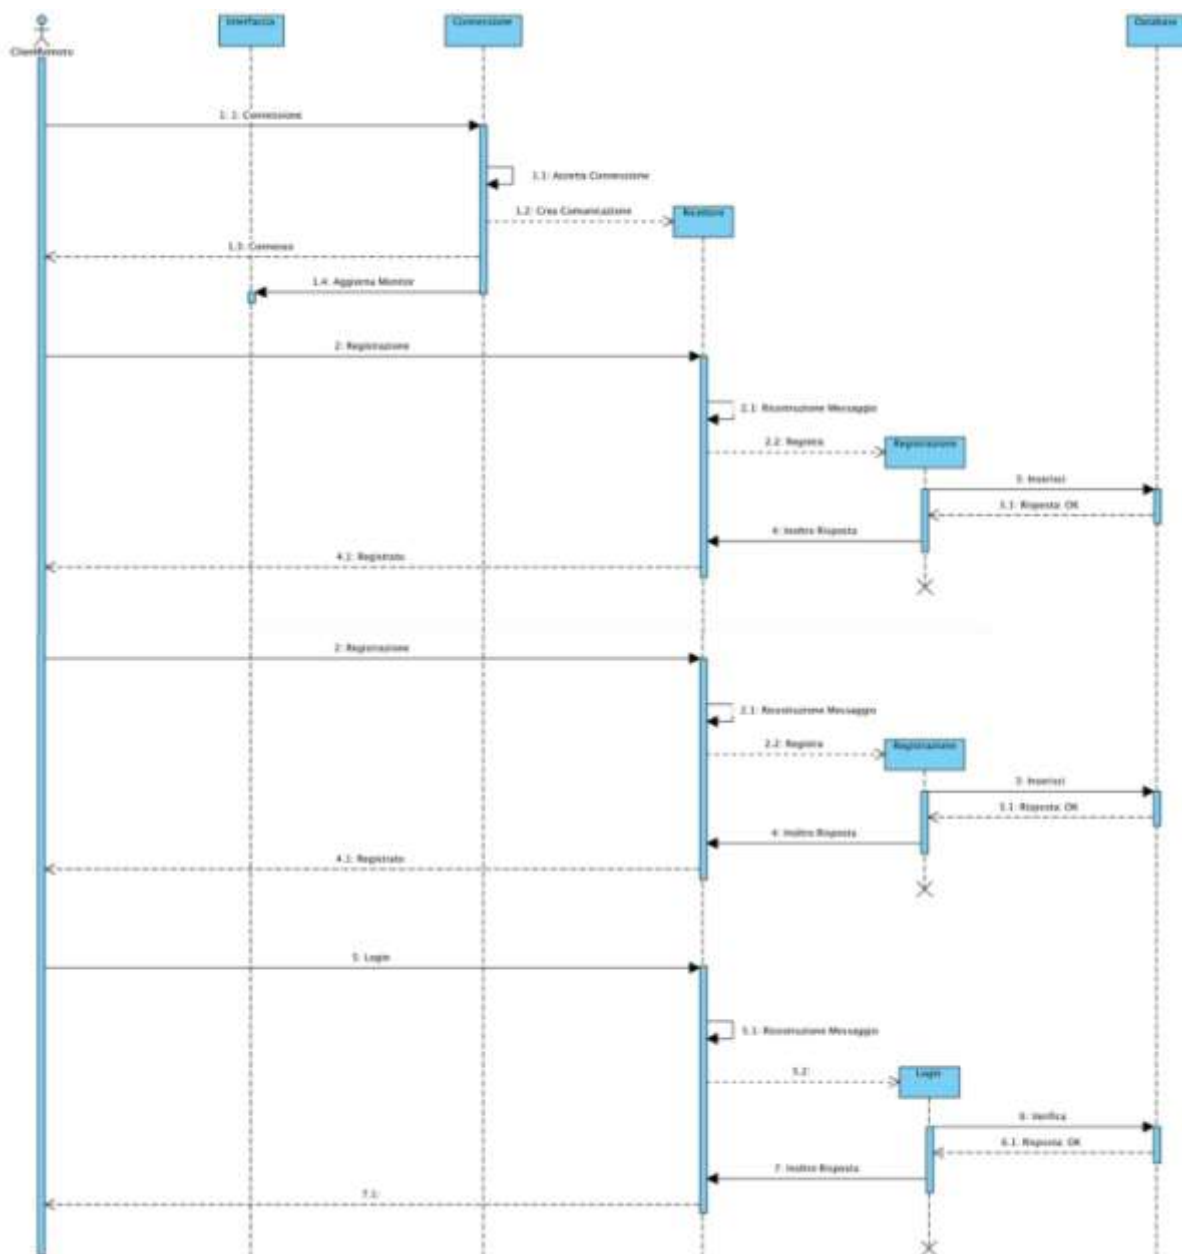 Interfaccia
Connessione
Database
1: 1: Connessione
1.1: Accetta Connessione
1.2: Crea Comunicazione
Ricettore
1.3: Connesso
1.4: Aggiorna Monitor
2: Registrazione
2.1: Ricostruzione Messaggio
2.2: Registra
Registrazione
3: Inserisci
3.1: Risposta: OK
4: Inoltro Risposta
4.1: Registrato
2: Registrazione
2.1: Ricostruzione Messaggio
2.2: Registra
Registrazione
3: Inserisci
3.1: Risposta: OK
4: Inoltro Risposta
4.1: Registrato
5: Login
5.1: Ricostruzione Messaggio
5.2:
Login
6: Verifica
6.1: Risposta: OK
7: Inoltro Risposta
7.1: